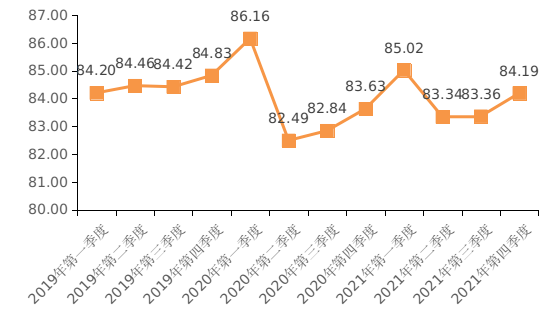 87.00
86.00
85.00
84.00
83.00
82.00
81.00
80.00
84.20
84.46
84.42
84.83
86.16
82.49
82.84
83.63
85.02
83.34
83.36
84.19
2019年第一季度
2019年第二季度
2019年第三季度
2019年第四季度
2020年第一季度
2020年第二季度
2020年第三季度
2020年第四季度
2021年第一季度
2021年第二季度
2021年第三季度
2021年第四季度